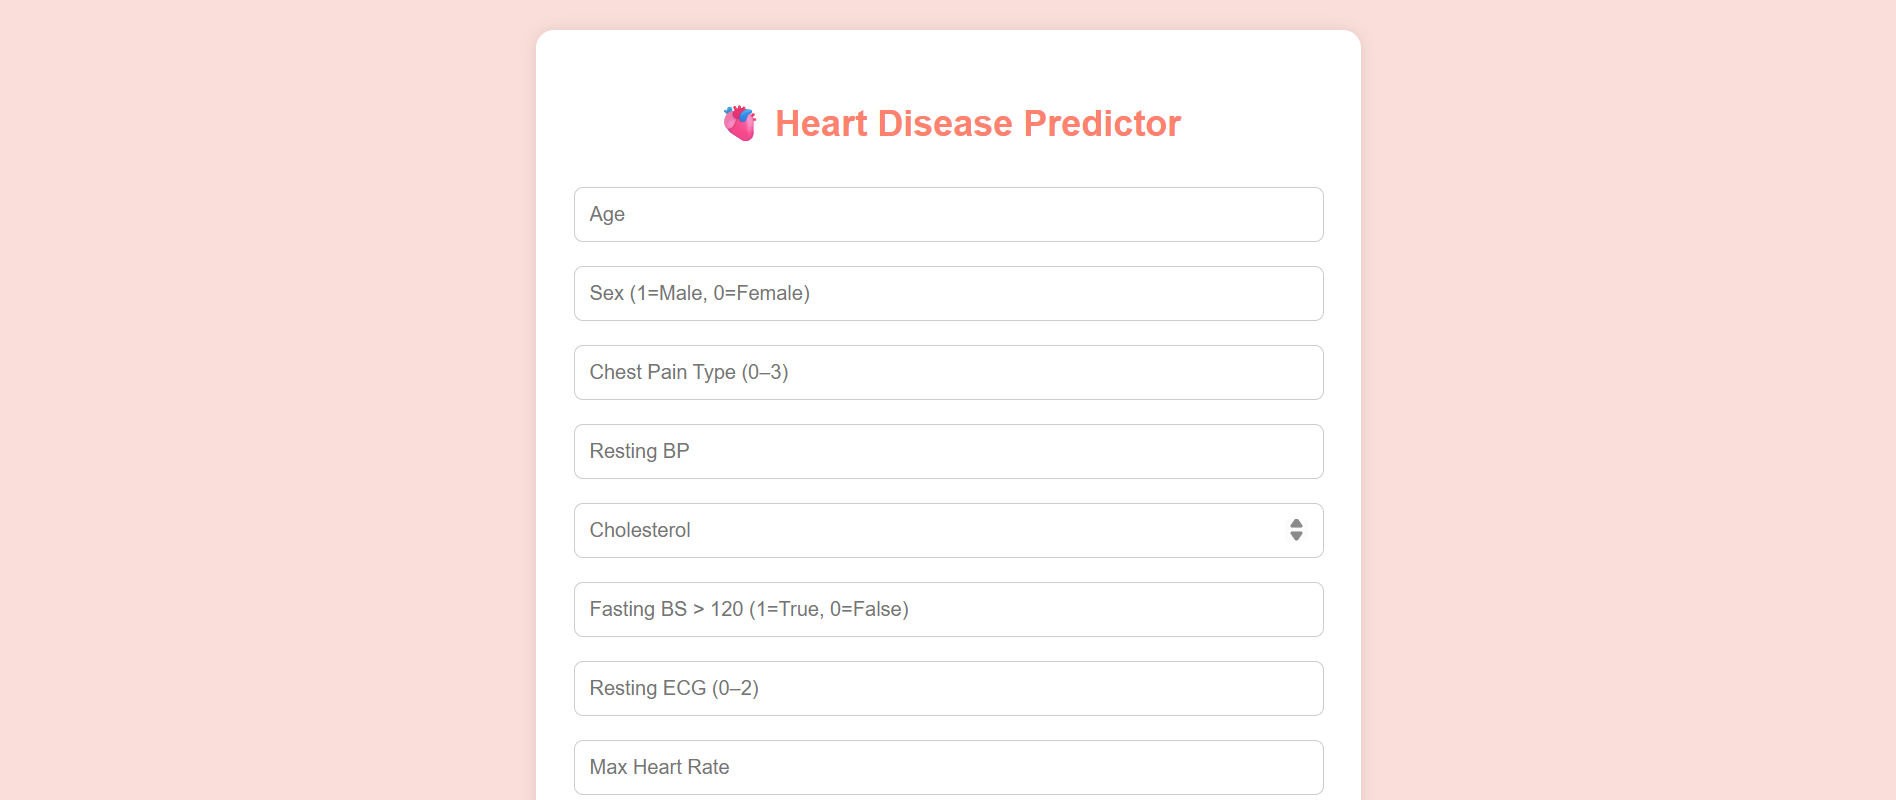 Heart Disease Predictor
Age
Sex (1=Male, 0=Female)
Chest Pain Type (0–3)
Resting BP
Cholesterol
Fasting BS > 120 (1=True, 0=False)
Resting ECG (0–2)
Max Heart Rate